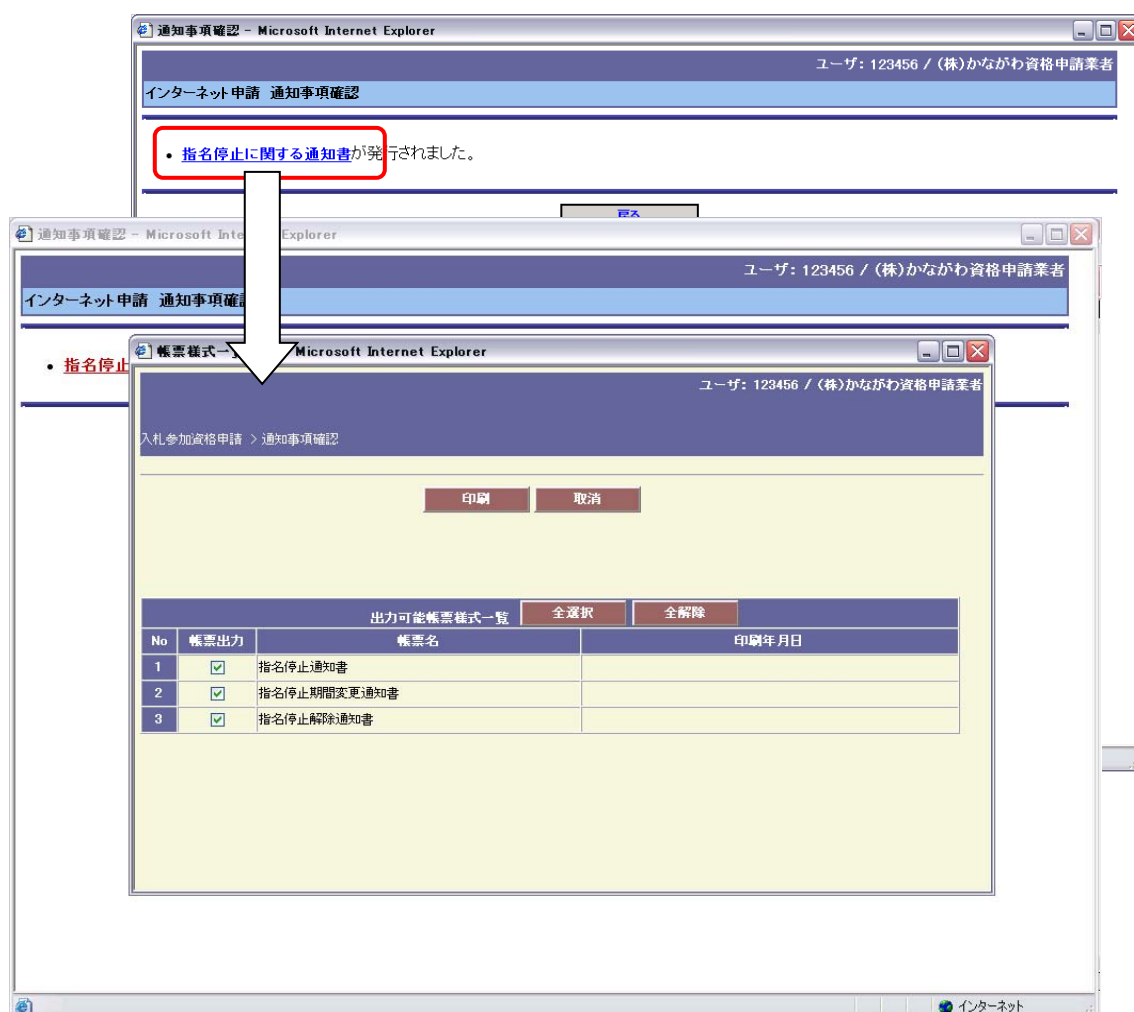 通知事項確認 - Microsoft Internet Explorer
ユーザ: 123456 / (株)かながわ資格申請業者
インターネット申請 通知事項確認
• 指名停止に関する通知書が発行されました。
戻る
通知事項確認 - Microsoft Inte Explorer
ユーザ: 123456 / (株)かながわ資格申請業者
インターネット申請 通知事項確認
• 指名停止
帳票様式一 Microsoft Internet Explorer
ユーザ: 123456 / (株)かながわ資格申請業者
入札参加資格申請 > 通知事項確認
印刷 取消
出力可能帳票様式一覧 全選択 全解除
No 帳票出力 帳票名 印刷年月日
1 指名停止通知書
2 指名停止期間変更通知書
3 指名停止解除通知書
インターネット